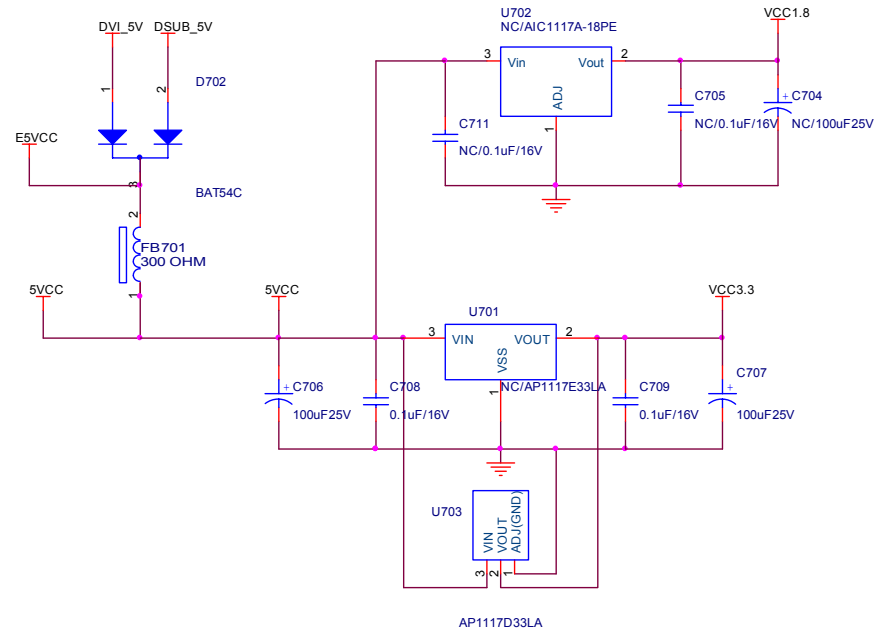 U702
NC/AIC1117A-18PE
VCC1.8
DVI_5V
DSUB_5V
3
Vin
Vout
2
ADJ
1
1
2
D702
C705
NC/0.1uF/16V
+
C704
NC/100uF25V
C711
NC/0.1uF/16V
E5VCC
3
BAT54C
2
FB701
300 OHM
1
5VCC
5VCC
VCC3.3
U701
3
VIN
VOUT
2
VSS
1
NC/AP1117E33LA
+
C706
100uF25V
C708
0.1uF/16V
C709
0.1uF/16V
+
C707
100uF25V
U703
VIN
VOUT
ADJ(GND)
3
2
1
AP1117D33LA